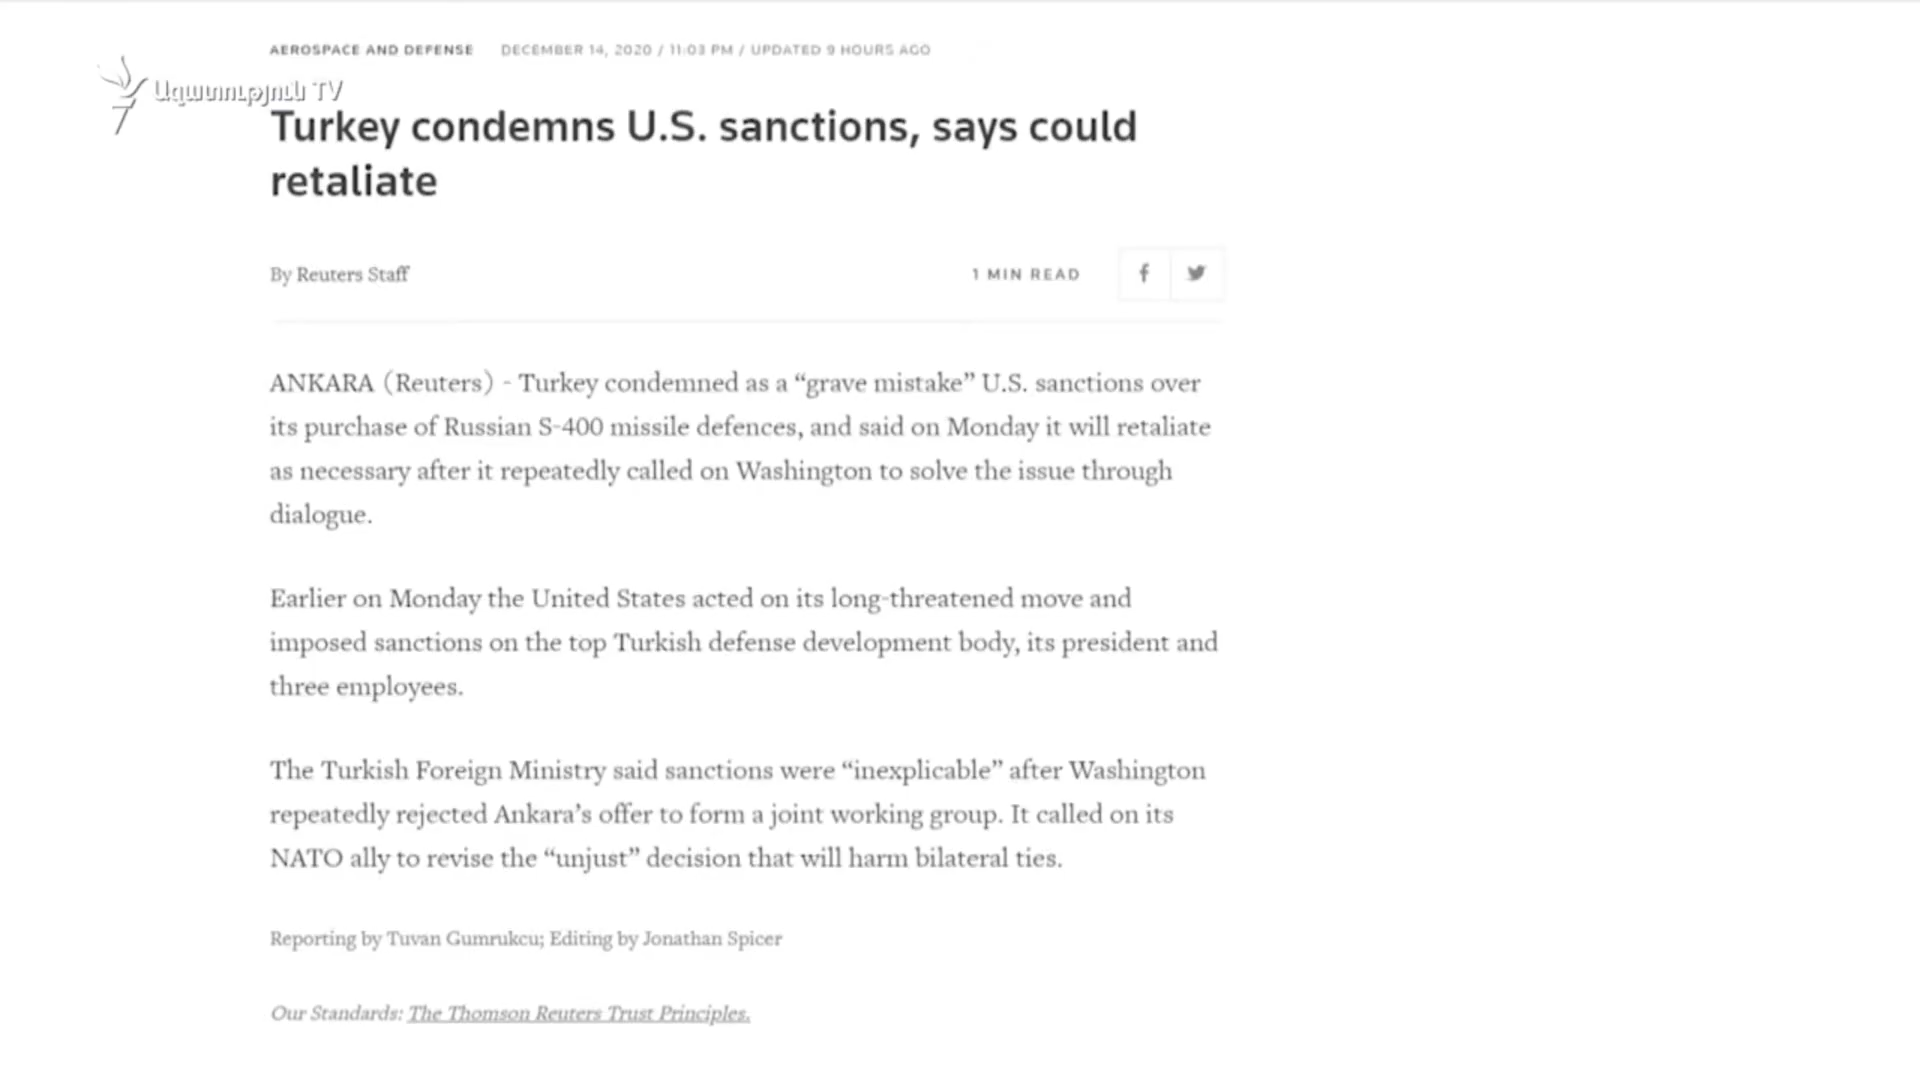 AEROSPACE AND DEFENSE DECEMBER 14, 2020 / 11:03 PM / UPDATED 9 HOURS AGO
Ազատություն TV
Turkey condemns U.S. sanctions, says could
retaliate
By Reuters Staff
1 MIN READ
ANKARA (Reuters) - Turkey condemned as a “grave mistake” U.S. sanctions over
its purchase of Russian S-400 missile defences, and said on Monday it will retaliate
as necessary after it repeatedly called on Washington to solve the issue through
dialogue.
Earlier on Monday the United States acted on its long-threatened move and
imposed sanctions on the top Turkish defense development body, its president and
three employees.
The Turkish Foreign Ministry said sanctions were “inexplicable” after Washington
repeatedly rejected Ankara’s offer to form a joint working group. It called on its
NATO ally to revise the “unjust” decision that will harm bilateral ties.
Reporting by Tuvan Gumrukcu; Editing by Jonathan Spicer
Our Standards: The Thomson Reuters Trust Principles.